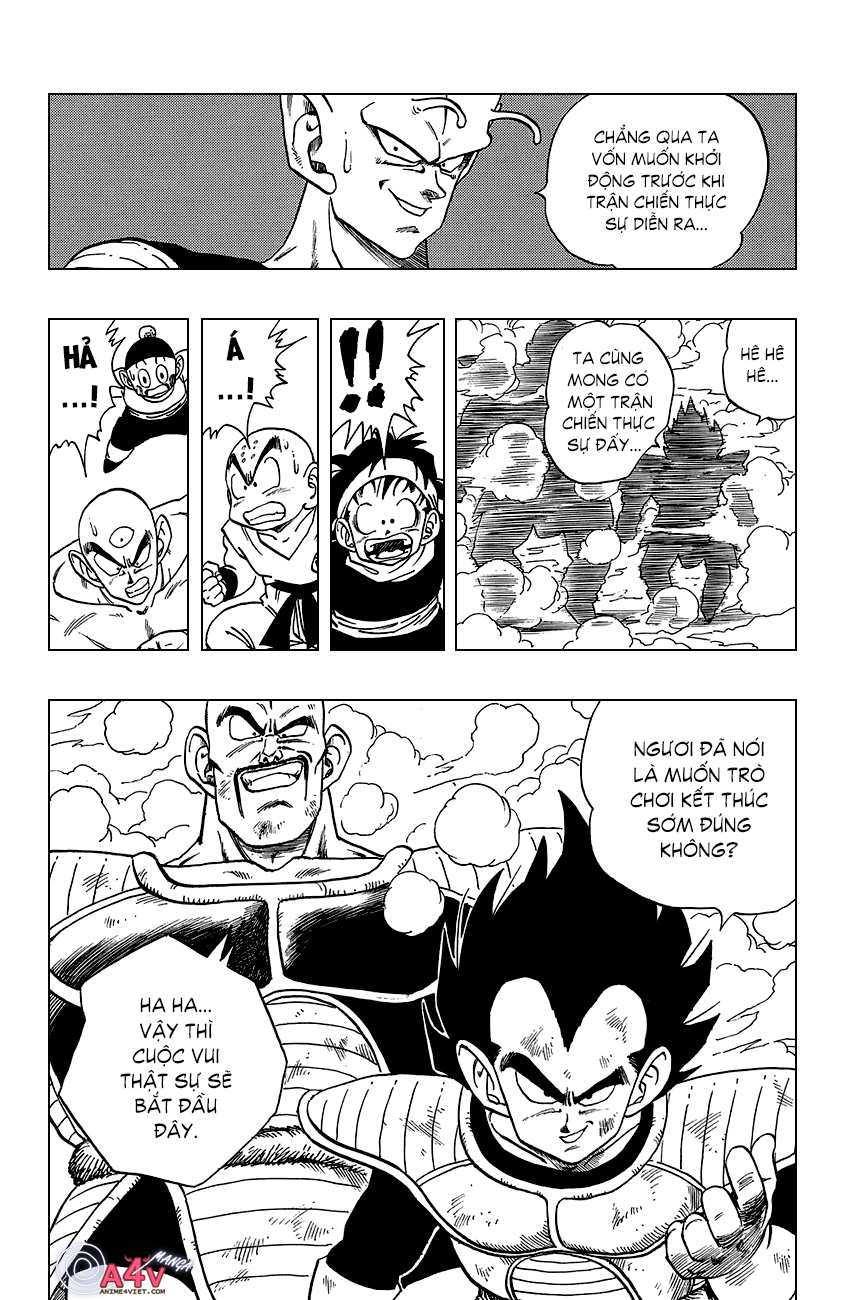 CHẲNG QUA TA
VỐN MUỐN KHỞI
ĐỘNG TRƯỚC KHI
TRẬN CHIẾN THỰC
SỰ DIỄN RA...
HẢ
...!
Á
...!
!!
TA CŨNG
MONG CÓ
MỘT TRẬN
CHIẾN THỰC
SỰ ĐẤY...
HÊ HÊ
HÊ...
NGƯƠI ĐÃ NÓI
LÀ MUỐN TRÒ
CHƠI KẾT THÚC
SỚM ĐÚNG
KHÔNG?
HA HA...
VẬY THÌ
CUỘC VUI
THẬT SỰ SẼ
BẮT ĐẦU
ĐÂY.
MANGA
A4V
ANIME4VIET.COM